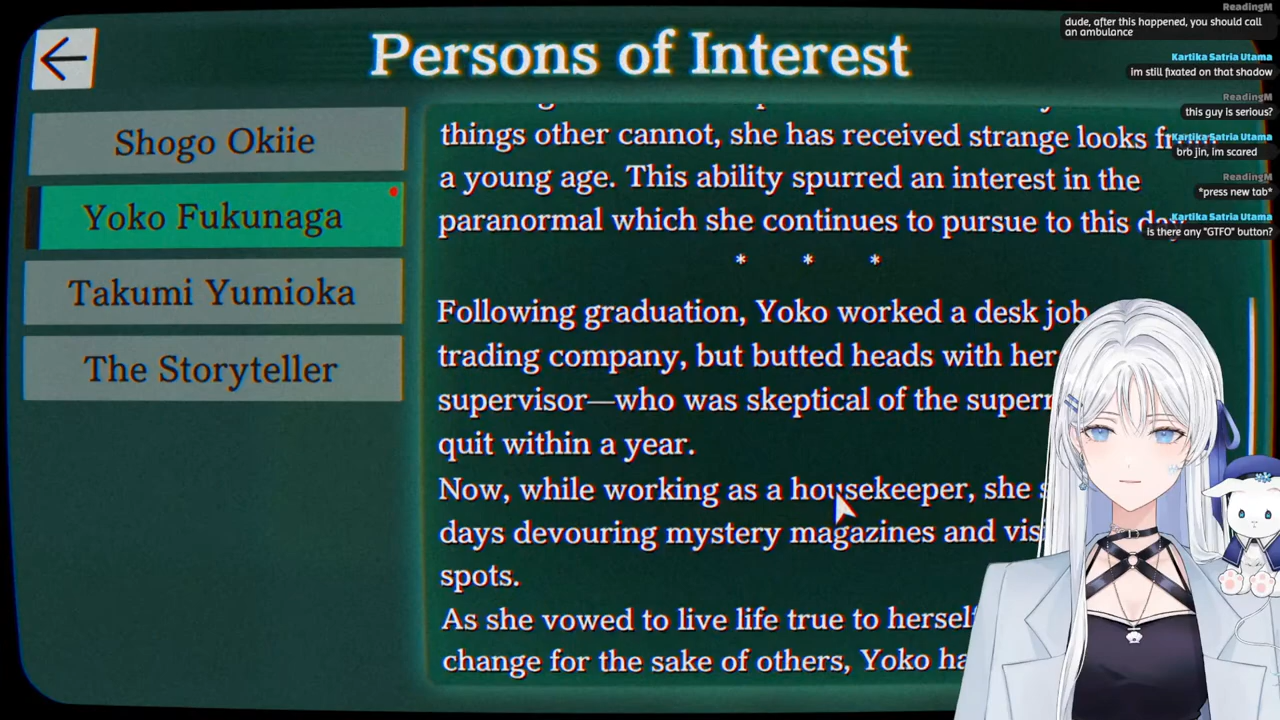 Persons of Interest
Shogo Okiie
Yoko Fukunaga
Takumi Yumioka
The Storyteller
things other cannot, she has received strange looks
a young age. This ability spurred an interest in the
paranormal which she continues to pursue to this
* * *
Following graduation, Yoko worked a desk job
trading company, but butted heads with her
supervisor—who was skeptical of the
quit within a year.
Now, while working as a housekeeper, she
days devouring mystery magazines and
spots.
As she vowed to live life true to
change for the sake of others, Yoko
ReadingM
dude, after this happened, you should call
an ambulance
Kartika Satria Utama
im still fixated on that shadow
ReadingM
this guy is serious?
Kartika Satria Utama
brb jin, im scared
ReadingM
*press new tab*
Kartika Satria Utama
is there any "GTFO" button?